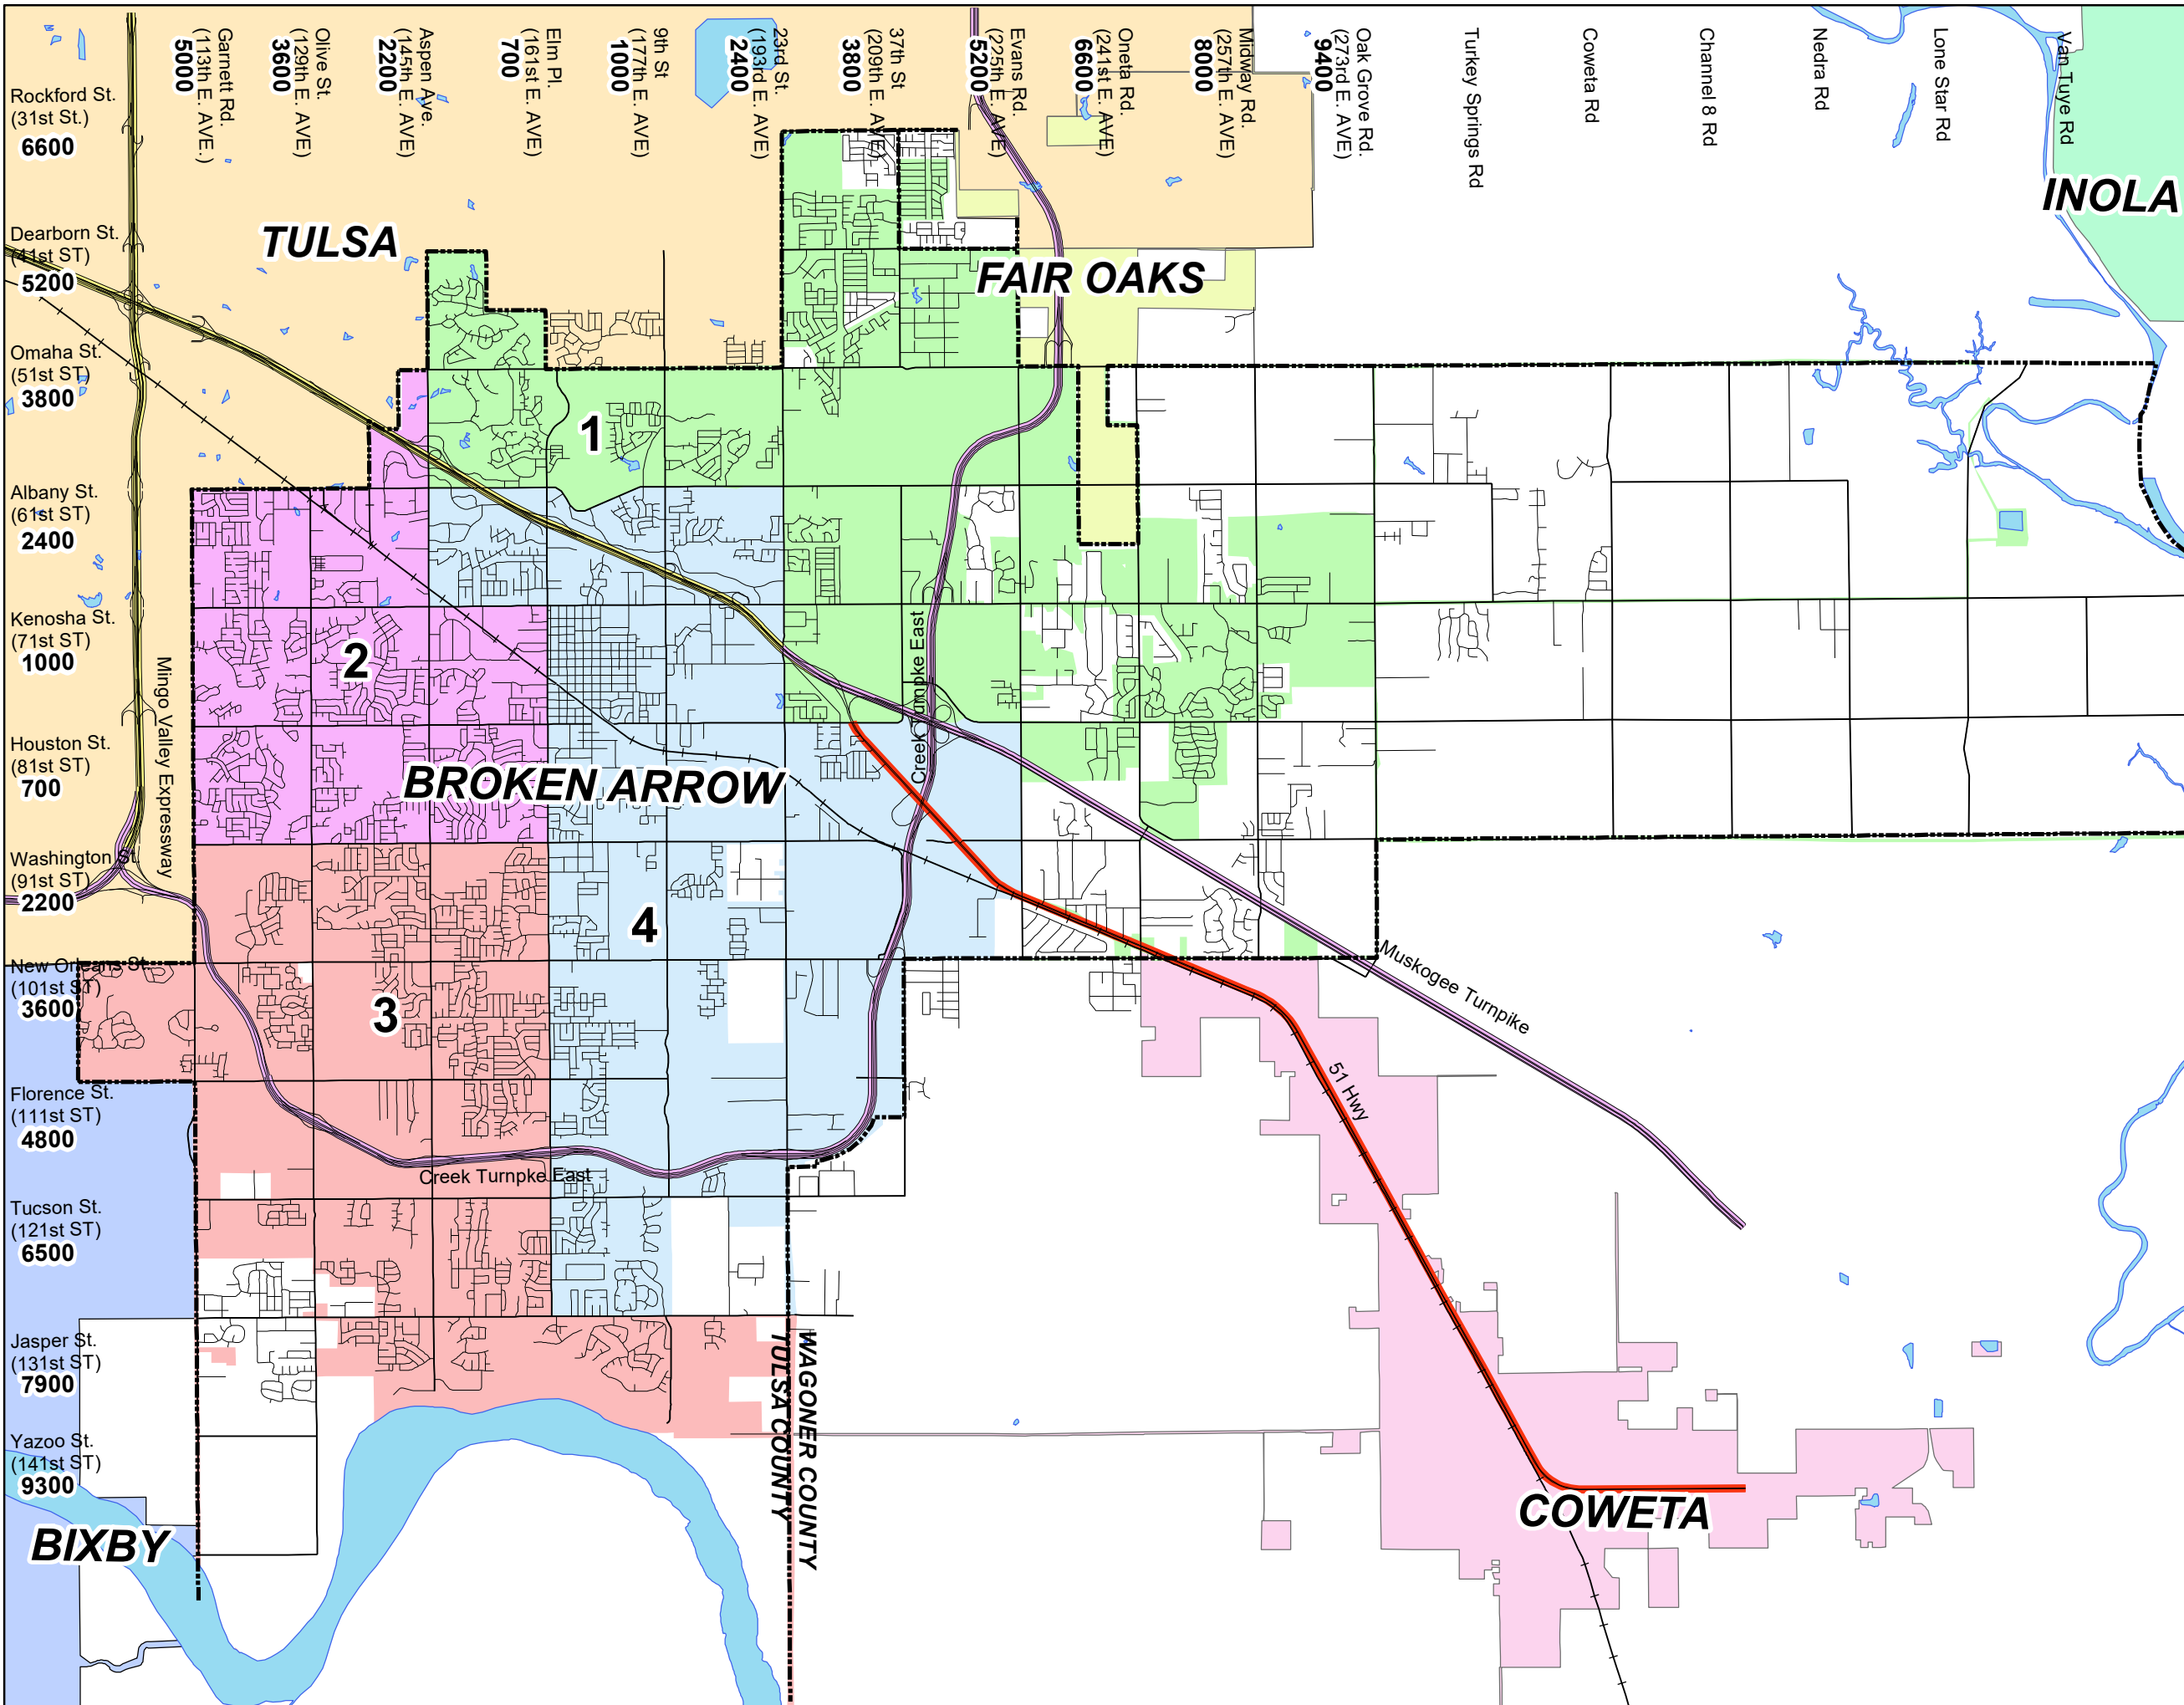 Garnett Rd.
(113th E. AVE.)
5000
Olive St.
(129th E. AVE)
3600
Aspen Ave.
(145th E. AVE)
2200
Elm Pl.
(161st E. AVE)
700
9th St
(177th E. AVE)
1000
23rd St.
(193rd E. AVE)
2400
37th St
(209th E. AVE)
3800
Evans Rd.
(225th E. AVE)
5200
Oneta Rd.
(241st E. AVE)
6600
Midway Rd.
(257th E. AVE)
8000
Oak Grove Rd.
(273rd E. AVE)
9400
Turkey Springs Rd
Coweta Rd
Channel 8 Rd
Nedra Rd
Lone Star Rd
Van Tuye Rd
Rockford St.
(31st St.)
6600
Dearborn St.
(41st ST)
5200
Omaha St.
(51st ST)
3800
Albany St.
(61st ST)
2400
Kenosha St.
(71st ST)
1000
Houston St.
(81st ST)
700
Washington St.
(91st ST)
2200
New Orleans St.
(101st ST)
3600
Florence St.
(111st ST)
4800
Tucson St.
(121st ST)
6500
Jasper St.
(131st ST)
7900
Yazoo St.
(141st ST)
9300
TULSA
INOLA
FAIR OAKS
1
2
BROKEN ARROW
4
3
Mingo Valley Expressway
Creek Turnpke East
Muskogee Turnpike
51 Hwy
Creek Turnpke East
WAGONER COUNTY
TULSA COUNTY
COWETA
BIXBY